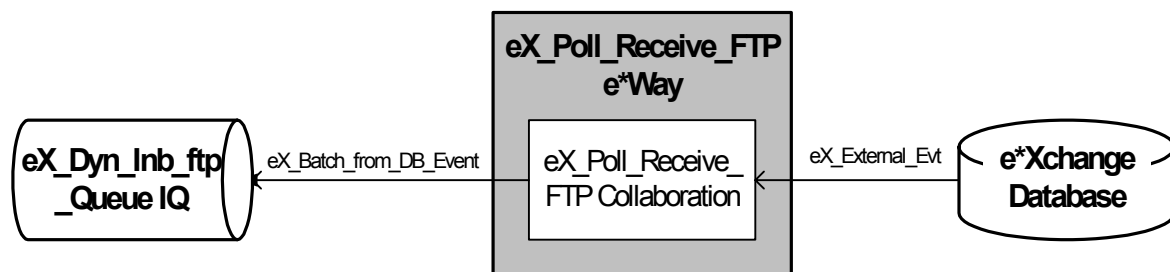 eX_Poll_Receive_FTP
e*Way
eX_Dyn_Inb_ftp
_Queue IQ
eX_Batch_from_DB_Event
eX_Poll_Receive_
FTP Collaboration
eX_External_Evt
e*Xchange
Database